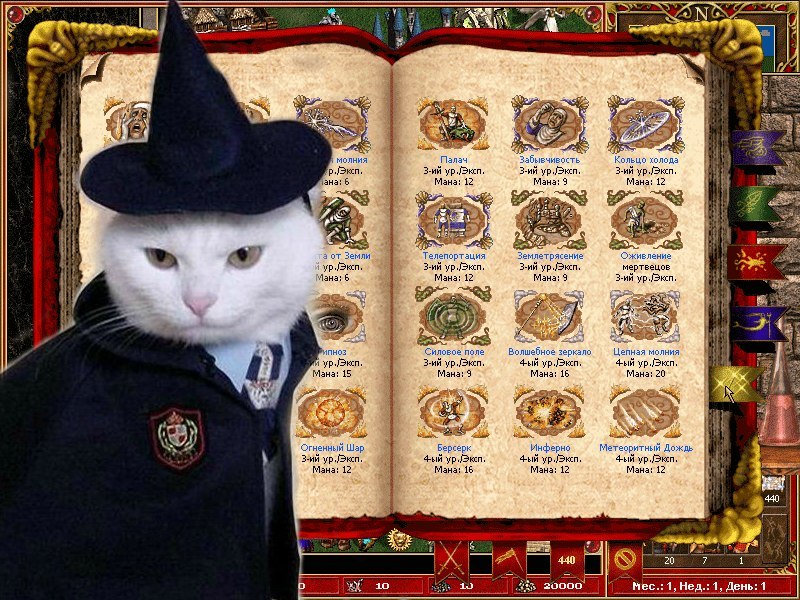 N
молния
Мана: 6
Палач
3-ий ур./Эксп.
Мана: 12
Забывчивость
3-ий ур./Эксп.
Мана: 9
Кольцо холода
3-ий ур./Эксп.
Мана: 12
от Земли
ур./Эксп.
Мана: 6
Телепортация
3-ий ур./Эксп.
Мана: 12
Землетрясение
3-ий ур./Эксп.
Мана: 9
Оживление
мертвецов
3-ий ур./Эксп.
Мана: 15
Силовое поле
3-ий ур./Эксп.
Мана: 9
Волшебное зеркало
4-ый ур./Эксп.
Мана: 16
Цепная молния
4-ый ур./Эксп.
Мана: 20
Огненный Шар
3-ий ур./Эксп.
Мана: 12
Берсерк
4-ый ур./Эксп.
Мана: 16
Инферно
4-ый ур./Эксп.
Мана: 12
Метеоритный Дождь
4-ый ур./Эксп.
Мана: 12
440
440
20 7 1
0 10 10 20000
Мес.: 1, Нед.: 1, День: 1